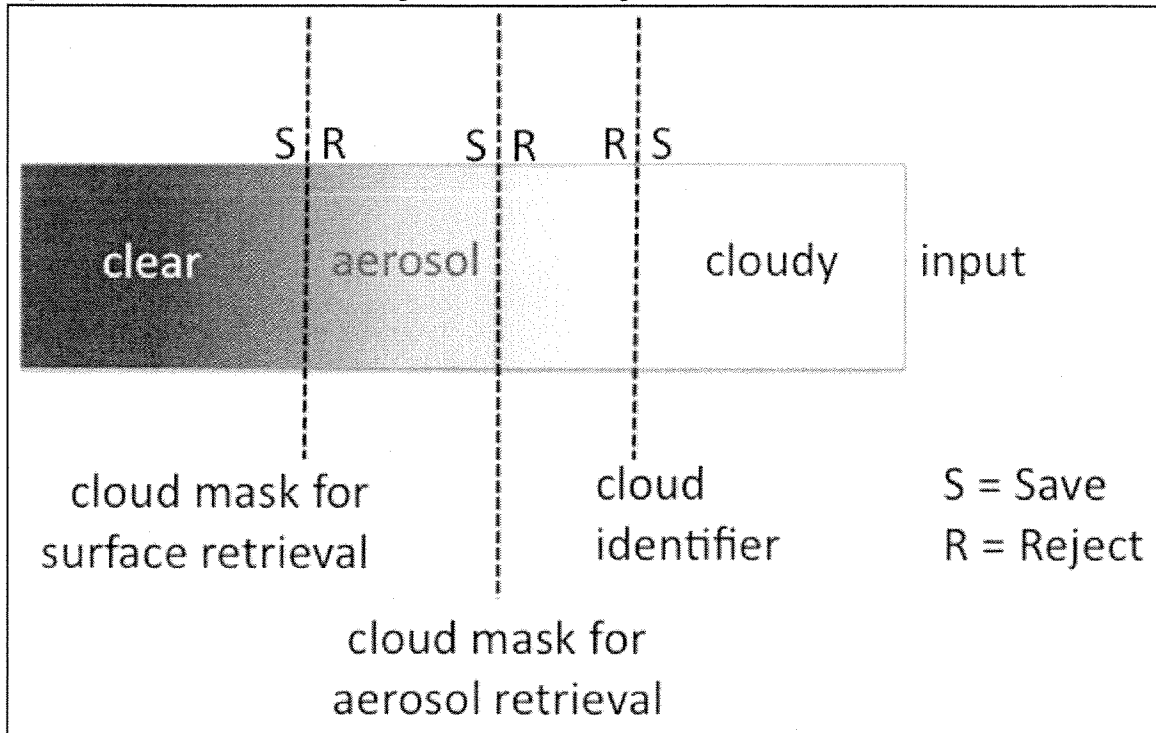 S R S R R S
clear aerosol cloudy input
cloud mask for
surface retrieval
cloud
identifier
S = Save
R = Reject
cloud mask for
aerosol retrieval